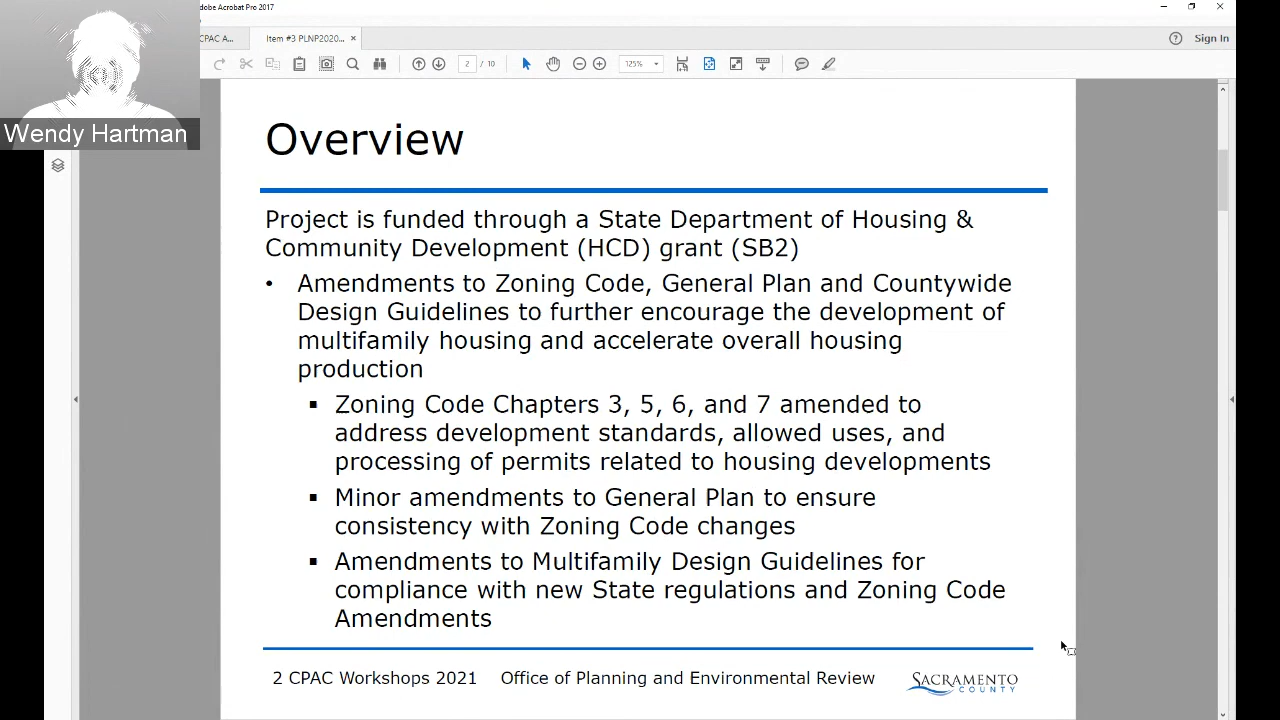 dobe Acrobat Pro 2017
CPAC A...
Item #3 PLNP2020... ×
Sign In
2 / 10
125%
Wendy Hartman
Overview
Project is funded through a State Department of Housing &
Community Development (HCD) grant (SB2)
• Amendments to Zoning Code, General Plan and Countywide
Design Guidelines to further encourage the development of
multifamily housing and accelerate overall housing
production
▪ Zoning Code Chapters 3, 5, 6, and 7 amended to
address development standards, allowed uses, and
processing of permits related to housing developments
▪ Minor amendments to General Plan to ensure
consistency with Zoning Code changes
▪ Amendments to Multifamily Design Guidelines for
compliance with new State regulations and Zoning Code
Amendments
2 CPAC Workshops 2021 Office of Planning and Environmental Review
SACRAMENTO
COUNTY